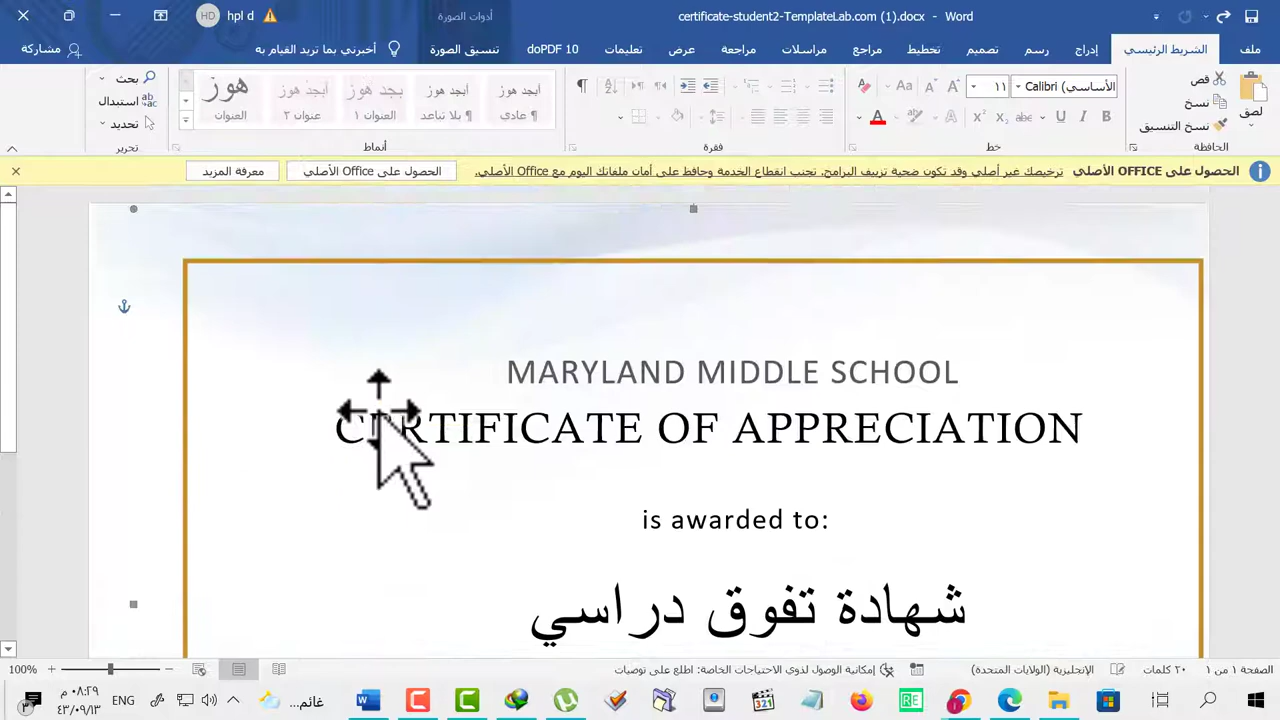 certificate-student2-TemplateLab.com (1).docx - Word
أدوات الصورة
hpl d
HD
ملف
الشريط الرئيسي
إدراج
رسم
تصميم
تخطيط
مراجع
مراسلات
مراجعة
عرض
تعليمات
doPDF 10
تنسيق الصورة
أخبرني بما تريد القيام به
مشاركة
لصق
قص
نسخ
نسخ التنسيق
الحافظة
Calibri (الأساسي)
١١
خط
فقرة
ابجد هوز
ابجد هوز
بجد هوز
أبجد هوز
هوز
¶ بلا تباعد
العنوان ١
عنوان ٢
العنوان
أنماط
بحث
استبدال
تحديد
تحرير
الحصول على OFFICE الأصلي
ترخيصك غير أصلي وقد تكون ضحية تزييف البرامج. تجنب انقطاع الخدمة وحافظ على أمان ملفاتك اليوم مع Office الأصلي.
الحصول على Office الأصلي
معرفة المزيد
MARYLAND MIDDLE SCHOOL
CERTIFICATE OF APPRECIATION
is awarded to:
شهادة تفوق دراسي
الصفحة ١ من ١
٢٠ كلمات
الإنجليزية (الولايات المتحدة)
إمكانية الوصول لذوي الاحتياجات الخاصة: اطلع على توصيات
100%
٠٨:٢٩ م
٤٣/٠٩/١٣
ENG
غائم...